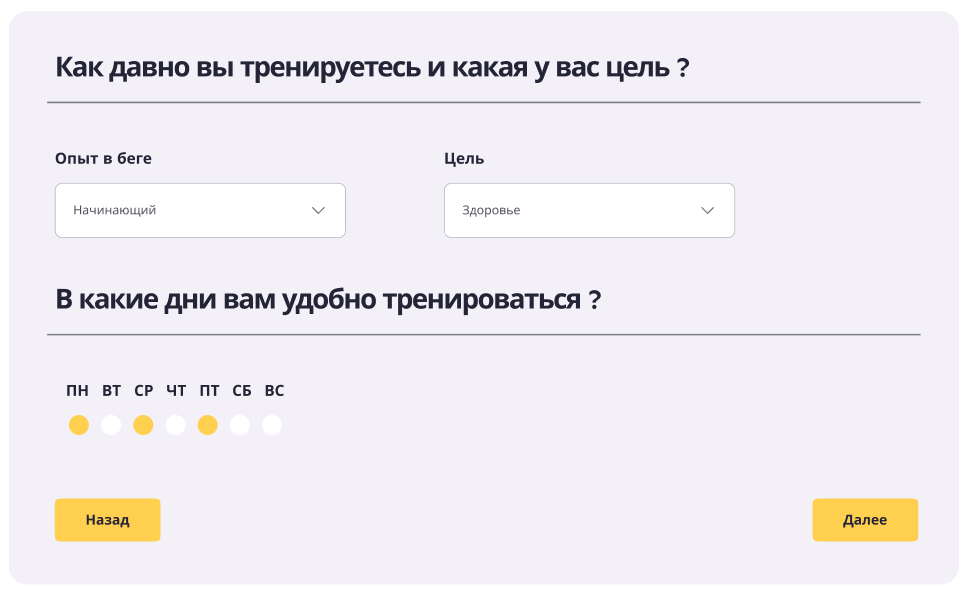 Как давно вы тренируетесь и какая у вас цель ?
Опыт в беге Цель
Начинающий Здоровье
В какие дни вам удобно тренироваться ?
ПН ВТ СР ЧТ ПТ СБ ВС
Назад Далее